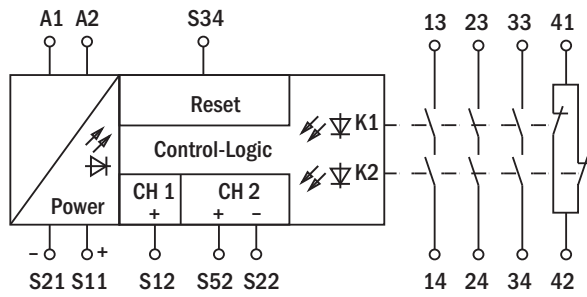 A1 A2 S34 13 23 33 41
Reset
K1
Control-Logic
K2
CH 1 CH 2
+ + –
Power
– +
S21 S11 S12 S52 S22 14 24 34 42